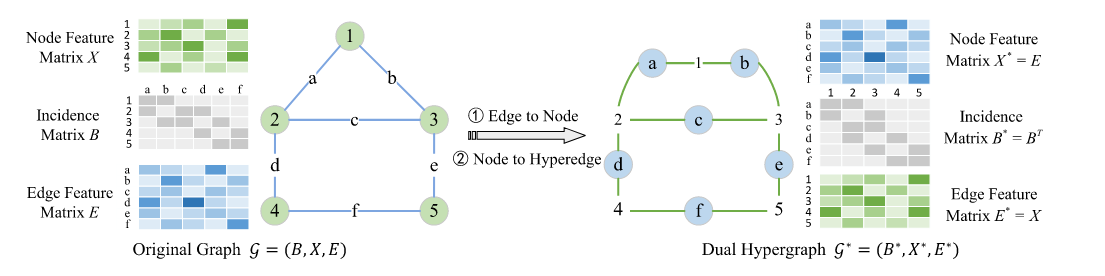 Node Feature
Matrix X
1
2
3
4
5
a b c d e f
Incidence
Matrix B
1
2
3
4
5
Edge Feature
Matrix E
a
b
c
d
e
f
1
a b
2 c 3
d e
4 f 5
Original Graph 𝒢 = (B, X, E)
① Edge to Node
② Node to Hyperedge
a 1 b
2 c 3
d e
4 f 5
Dual Hypergraph 𝒢* = (B*, X*, E*)
a
b
c
d
e
f
Node Feature
Matrix X* = E
1 2 3 4 5
a
b
c
d
e
f
Incidence
Matrix B* = Bᵀ
1
2
3
4
5
Edge Feature
Matrix E* = X